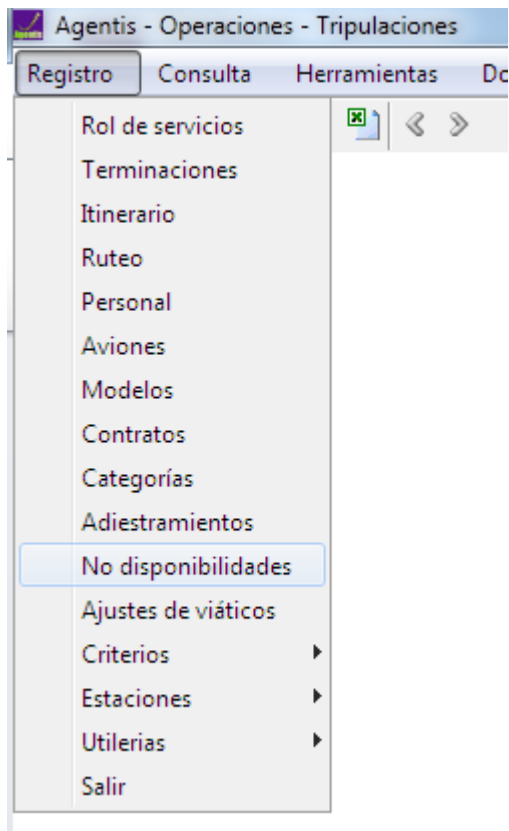 Agentis - Operaciones - Tripulaciones
Registro Consulta Herramientas Do
Rol de servicios
Terminaciones
Itinerario
Ruteo
Personal
Aviones
Modelos
Contratos
Categorías
Adiestramientos
No disponibilidades
Ajustes de viáticos
Criterios
Estaciones
Utilerias
Salir